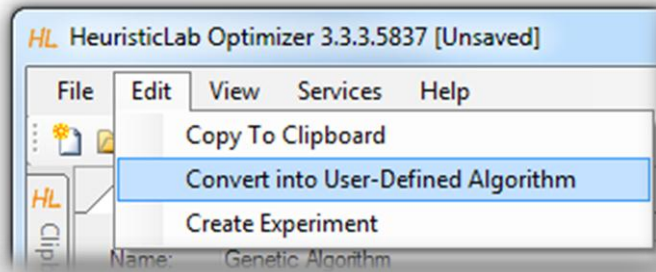 HL HeuristicLab Optimizer 3.3.3.5837 [Unsaved]
File Edit View Services Help
Copy To Clipboard
HL
Convert into User-Defined Algorithm
Create Experiment
Name: Genetic Algorithm